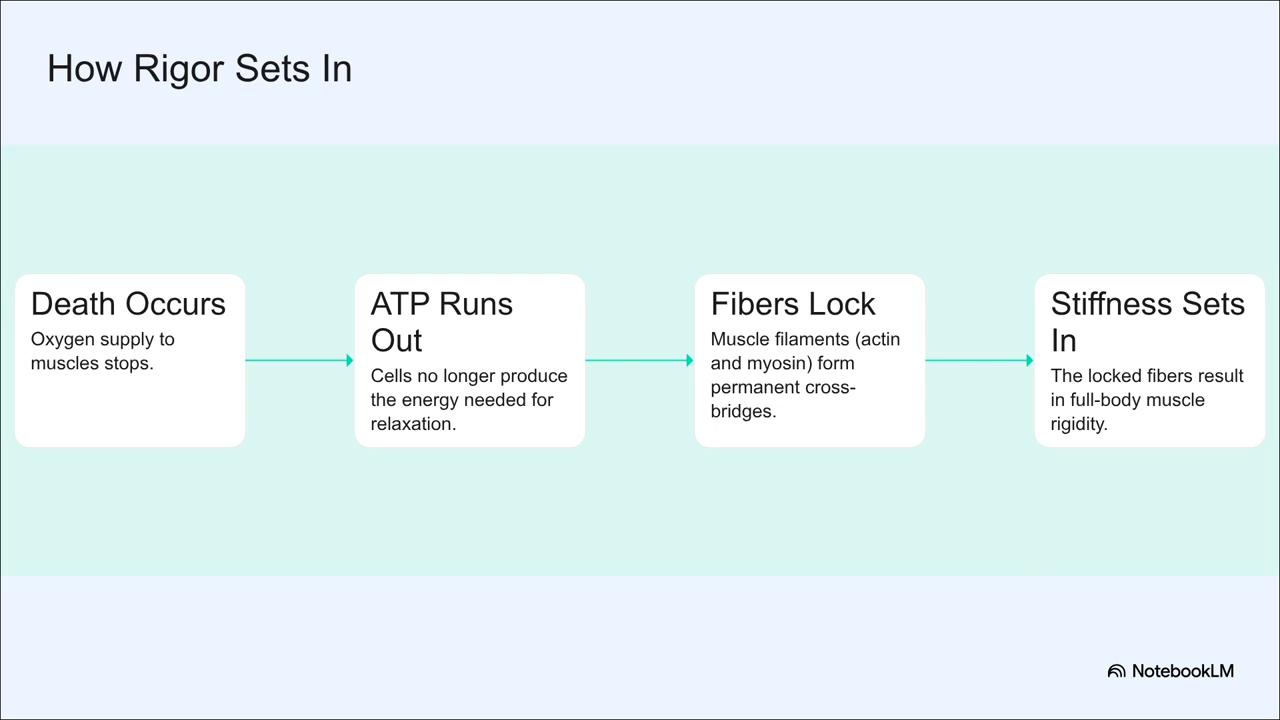 How Rigor Sets In
Death Occurs
Oxygen supply to
muscles stops.
ATP Runs
Out
Cells no longer produce
the energy needed for
relaxation.
Fibers Lock
Muscle filaments (actin
and myosin) form
permanent cross-
bridges.
Stiffness Sets
In
The locked fibers result
in full-body muscle
rigidity.
NotebookLM